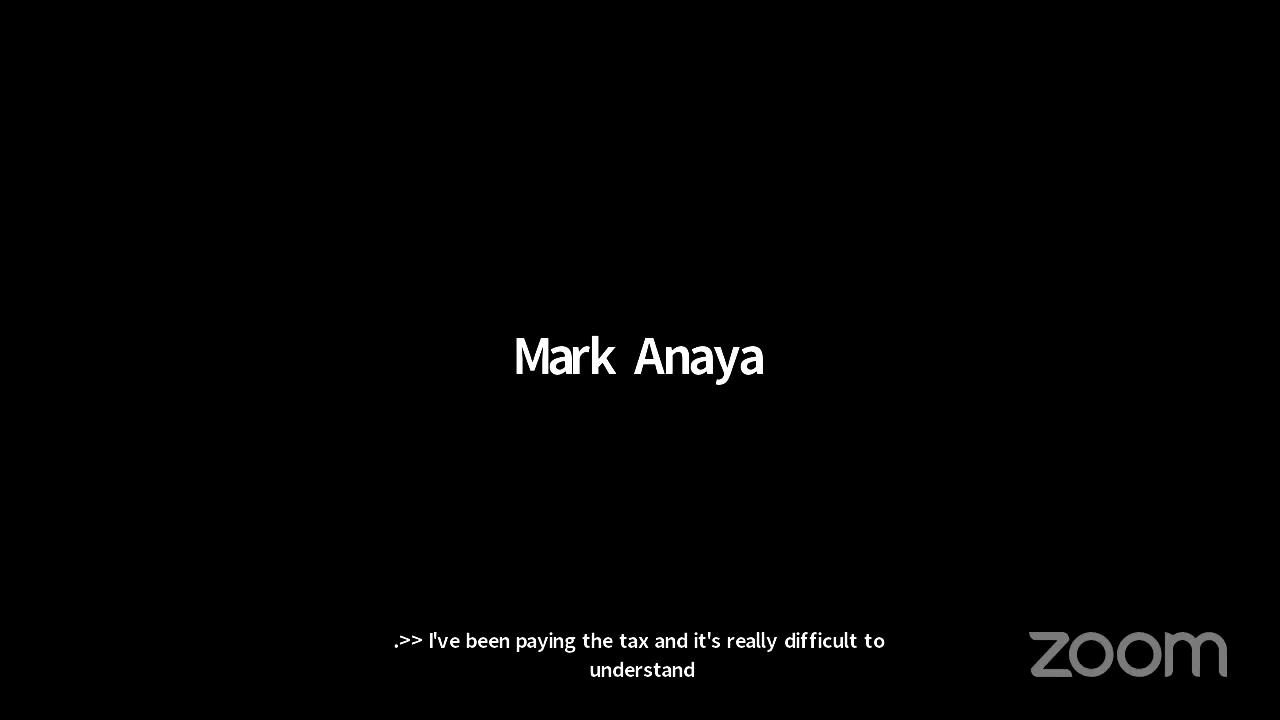 Mark Anaya
.>> I've been paying the tax and it's really difficult to
understand
zoom